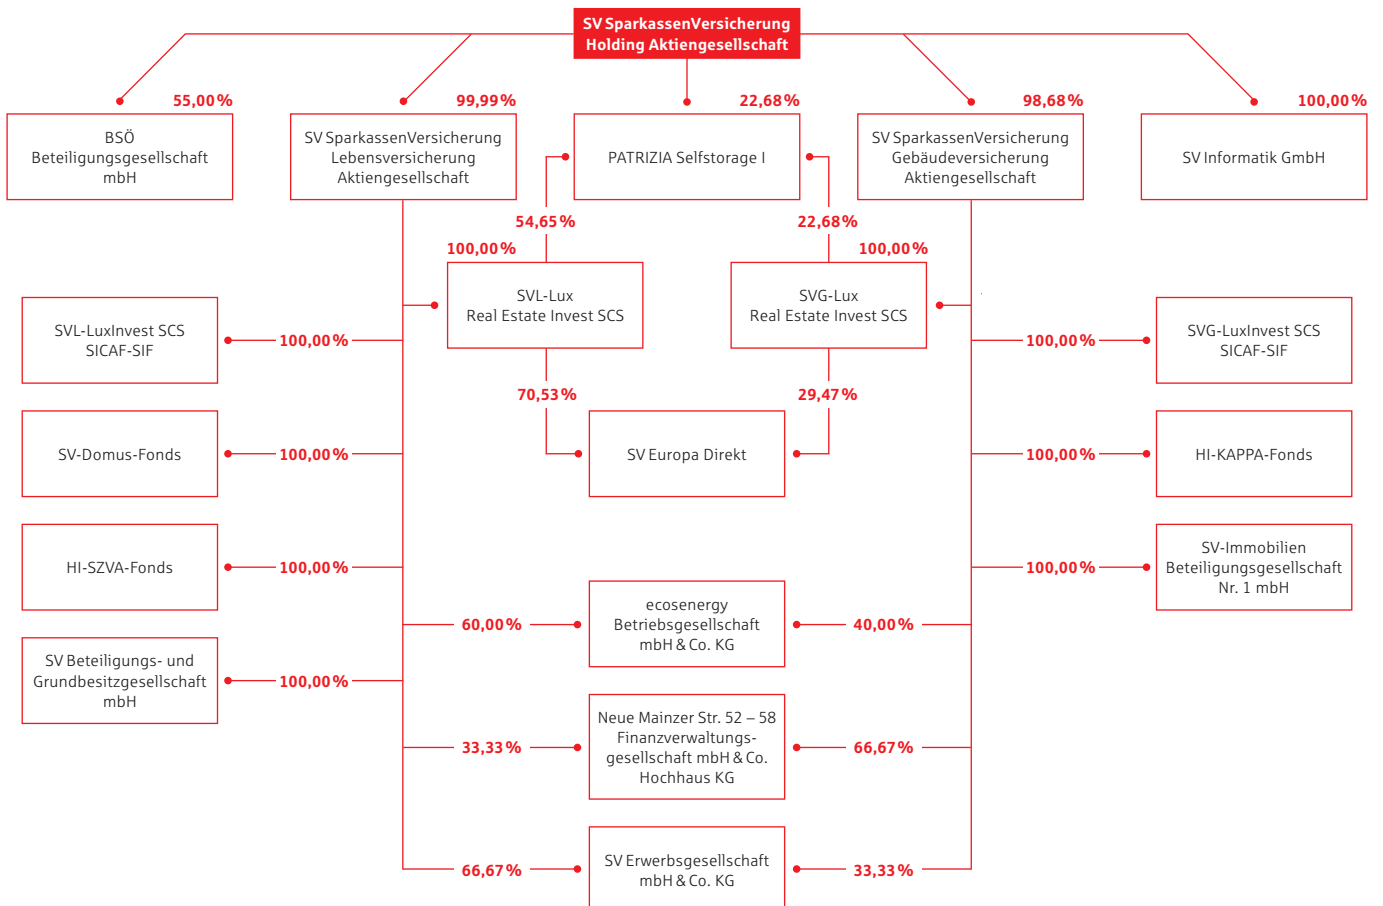 SV SparkassenVersicherung
Holding Aktiengesellschaft
55,00 %
99,99 %
22,68 %
98,68 %
100,00 %
BSÖ
Beteiligungsgesellschaft
mbH
SV SparkassenVersicherung
Lebensversicherung
Aktiengesellschaft
PATRIZIA Selfstorage I
SV SparkassenVersicherung
Gebäudeversicherung
Aktiengesellschaft
SV Informatik GmbH
54,65 %
22,68 %
100,00 %
100,00 %
SVL-Lux
Real Estate Invest SCS
SVG-Lux
Real Estate Invest SCS
SVL-LuxInvest SCS
SICAF-SIF
100,00 %
100,00 %
SVG-LuxInvest SCS
SICAF-SIF
70,53 %
29,47 %
SV-Domus-Fonds
100,00 %
SV Europa Direkt
100,00 %
HI-KAPPA-Fonds
HI-SZVA-Fonds
100,00 %
100,00 %
SV-Immobilien
Beteiligungsgesellschaft
Nr. 1 mbH
60,00 %
ecosenergy
Betriebsgesellschaft
mbH & Co. KG
40,00 %
SV Beteiligungs- und
Grundbesitzgesellschaft
mbH
100,00 %
33,33 %
Neue Mainzer Str. 52 – 58
Finanzverwaltungs-
gesellschaft mbH & Co.
Hochhaus KG
66,67 %
66,67 %
SV Erwerbsgesellschaft
mbH & Co. KG
33,33 %